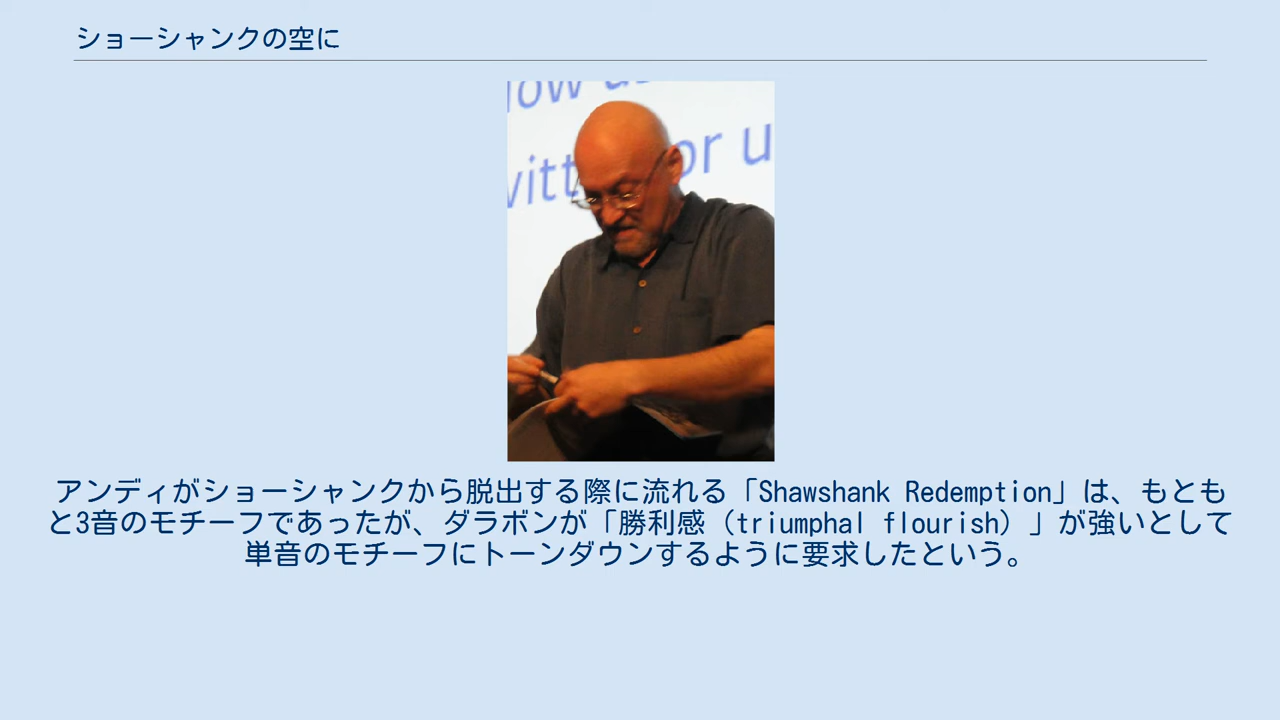 ショーシャンクの空に
low
witt or u
アンディがショーシャンクから脱出する際に流れる「Shawshank Redemption」は、もとも
と3音のモチーフであったが、ダラボンが「勝利感（triumphal flourish）」が強いとして
単音のモチーフにトーンダウンするように要求したという。